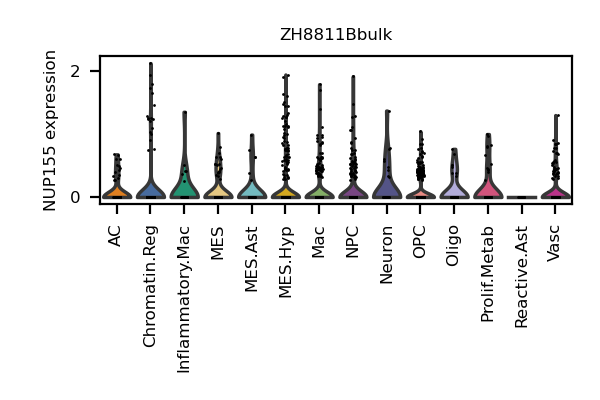 ZH8811Bbulk
NUP155 expression
2
0
AC
Chromatin.Reg
Inflammatory.Mac
MES
MES.Ast
MES.Hyp
Mac
NPC
Neuron
OPC
Oligo
Prolif.Metab
Reactive.Ast
Vasc